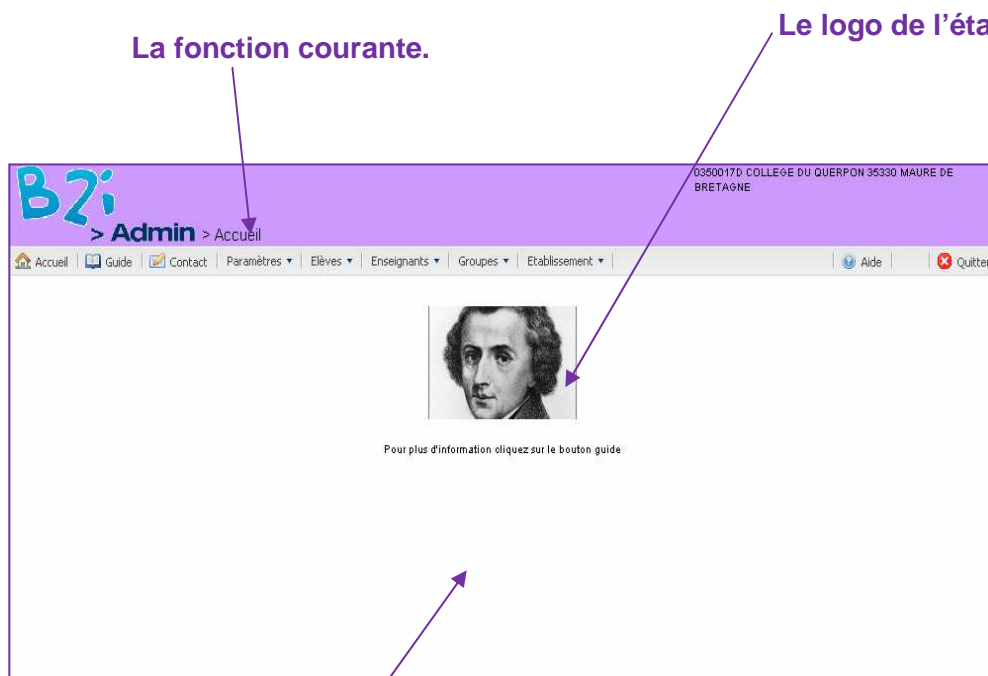 Le logo de l'éta
La fonction courante.
0350017D COLLEGE DU QUERPON 35330 MAURE DE
BRETAGNE
B2i
> Admin > Accueil
Accueil Guide Contact Paramètres Elèves Enseignants Groupes Etablissement Aide Quitter
Pour plus d'information cliquez sur le bouton guide